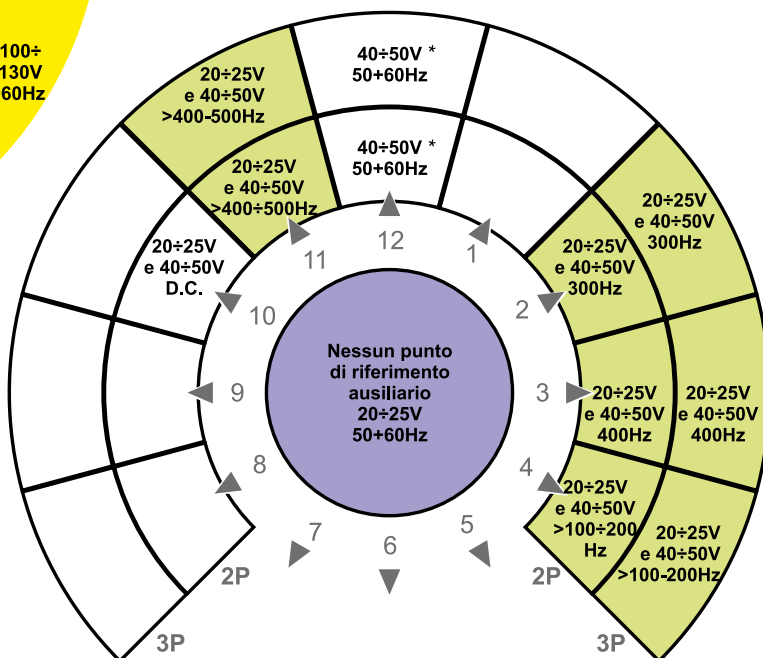 100÷
130V
60Hz
40÷50V *
50+60Hz
20÷25V
e 40÷50V
>400-500Hz
40÷50V *
50+60Hz
20÷25V
e 40÷50V
>400÷500Hz
20÷25V
e 40÷50V
300Hz
20÷25V
e 40÷50V
300Hz
20÷25V
e 40÷50V
D.C.
12
11
1
10
2
9
3
8
4
7
5
6
Nessun punto
di riferimento
ausiliario
20÷25V
50+60Hz
20÷25V
e 40÷50V
400Hz
20÷25V
e 40÷50V
400Hz
20÷25V
e 40÷50V
>100÷200
Hz
20÷25V
e 40÷50V
>100-200Hz
2P
2P
3P
3P